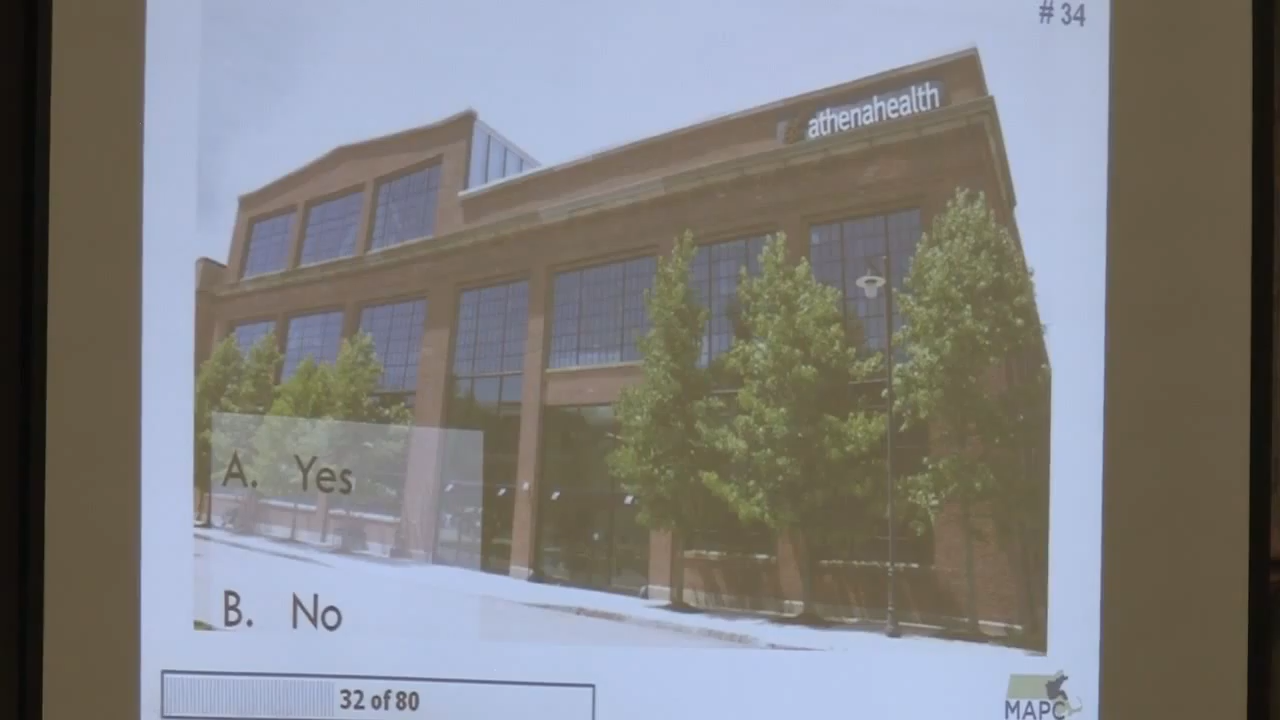 # 34
athenahealth
A. Yes
B. No
32 of 80
MAPC